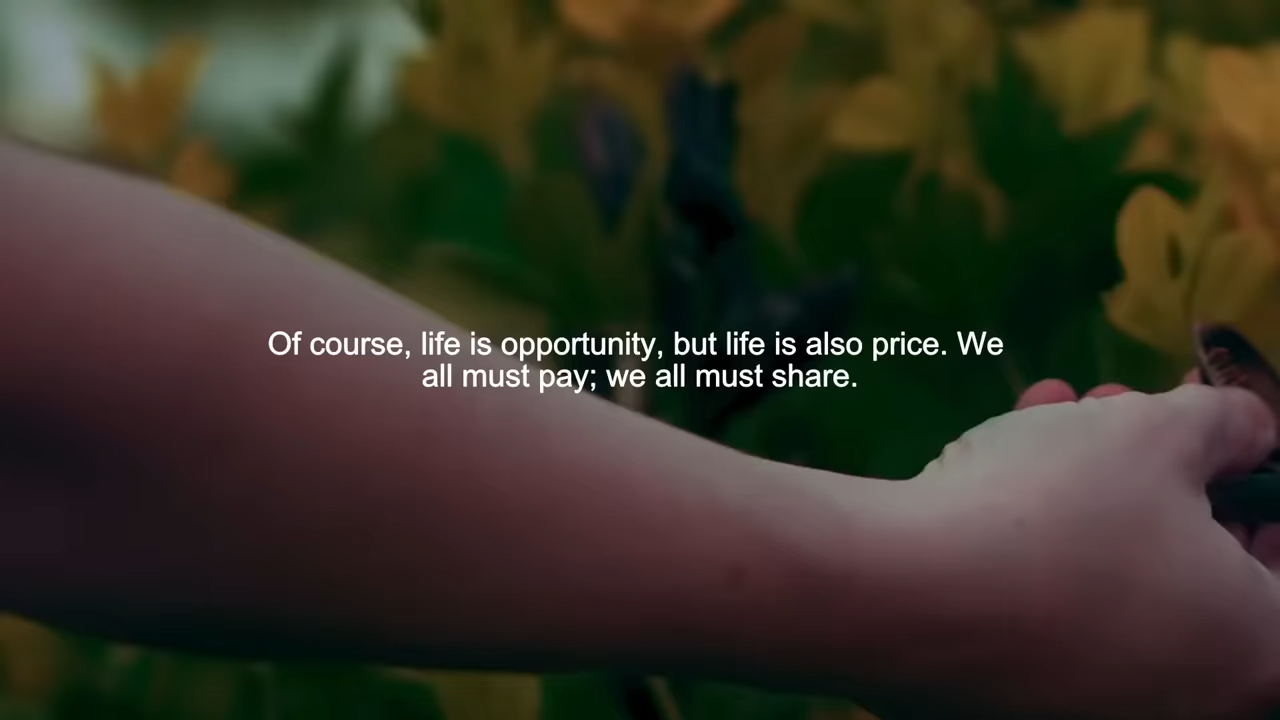 Of course, life is opportunity, but life is also price. We
all must pay; we all must share.